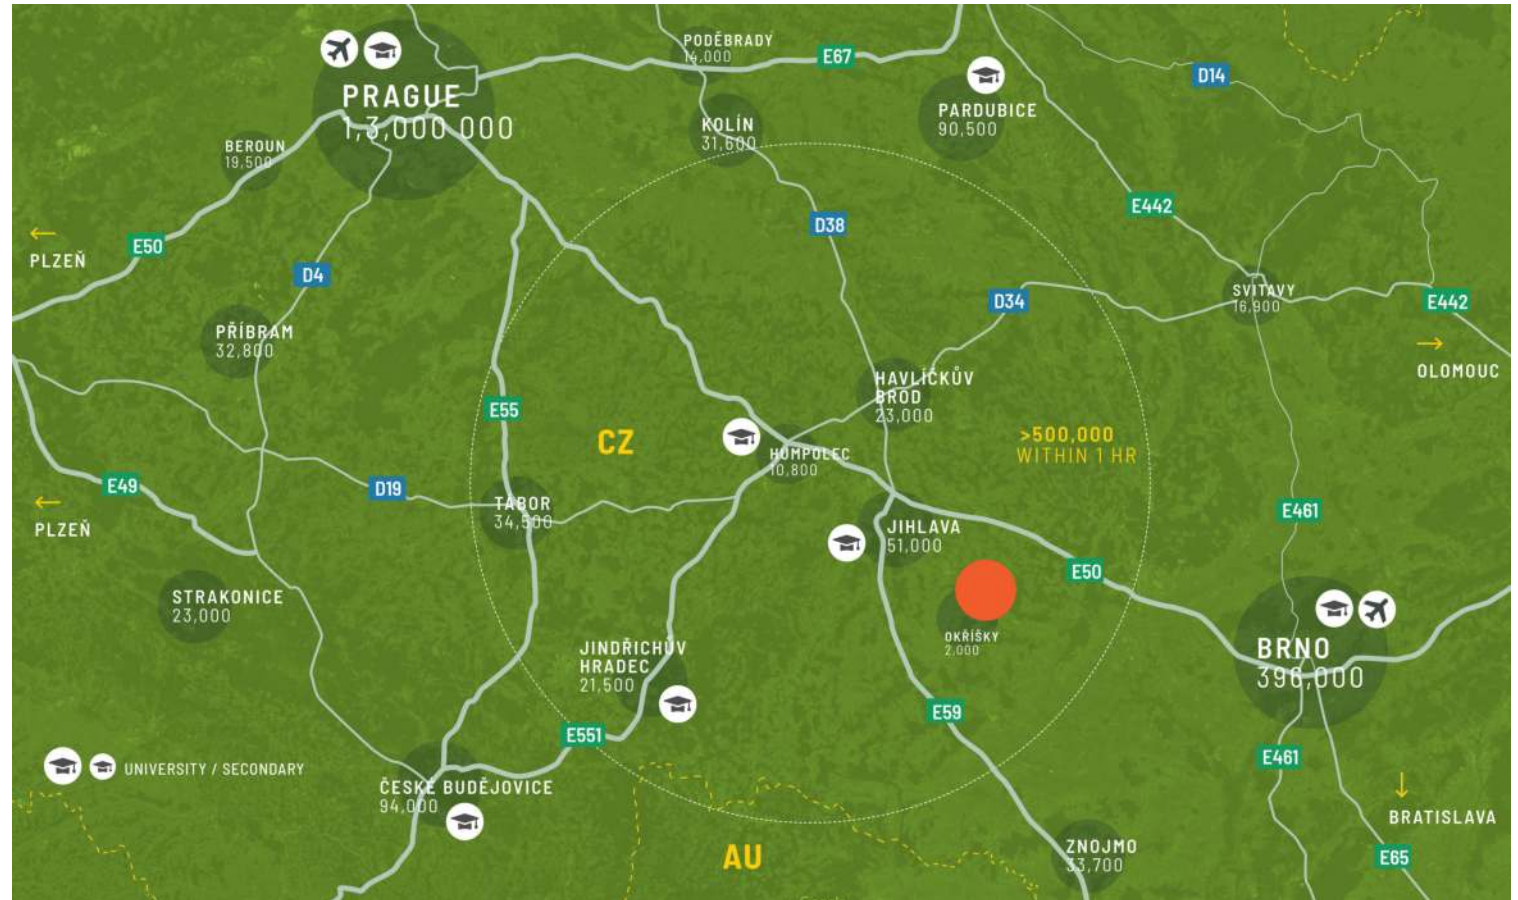 PODĚBRADY
14,000
E67
D14
PRAGUE
1,3,000 000
PARDUBICE
90,500
KOLÍN
31,600
BEROUN
19,500
E442
D38
E50
PLZEŇ
D4
SVITAVY
16,900
D34
E442
PŘÍBRAM
32,800
OLOMOUC
HAVLÍČKŮV
BROD
23,000
E55
CZ
>500,000
WITHIN 1 HR
HUMPOLEC
10,800
E49
D19
PLZEŇ
TÁBOR
34,500
E461
JIHLAVA
51,000
E50
STRAKONICE
23,000
OKŘÍŠKY
2,000
JINDŘICHŮV
HRADEC
21,500
BRNO
396,000
E59
E551
E461
UNIVERSITY / SECONDARY
ČESKÉ BUDĚJOVICE
94,000
BRATISLAVA
AU
ZNOJMO
33,700
E65